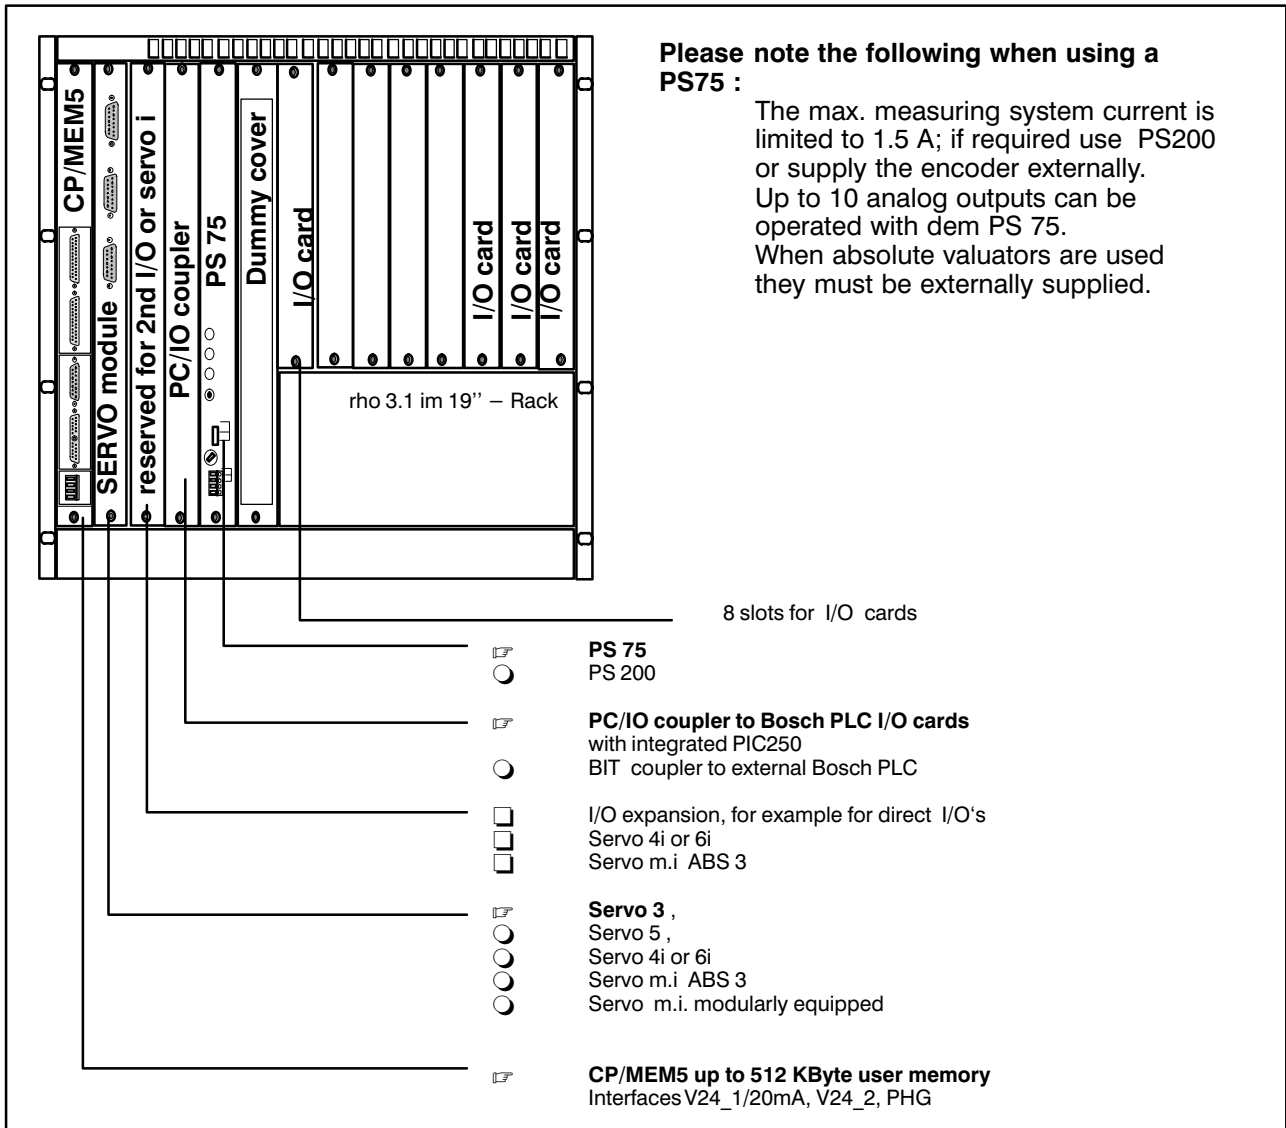 CP/MEM5
SERVO module
reserved for 2nd I/O or servo i
PC/IO coupler
PS 75
Dummy cover
I/O card
I/O card
I/O card
I/O card
rho 3.1 im 19’’ – Rack
Please note the following when using a
PS75 :
The max. measuring system current is
limited to 1.5 A; if required use PS200
or supply the encoder externally.
Up to 10 analog outputs can be
operated with dem PS 75.
When absolute valuators are used
they must be externally supplied.
8 slots for I/O cards
PS 75
PS 200
PC/IO coupler to Bosch PLC I/O cards
with integrated PIC250
BIT coupler to external Bosch PLC
I/O expansion, for example for direct I/O‘s
Servo 4i or 6i
Servo m.i ABS 3
Servo 3 ,
Servo 5 ,
Servo 4i or 6i
Servo m.i ABS 3
Servo m.i. modularly equipped
CP/MEM5 up to 512 KByte user memory
Interfaces V24_1/20mA, V24_2, PHG